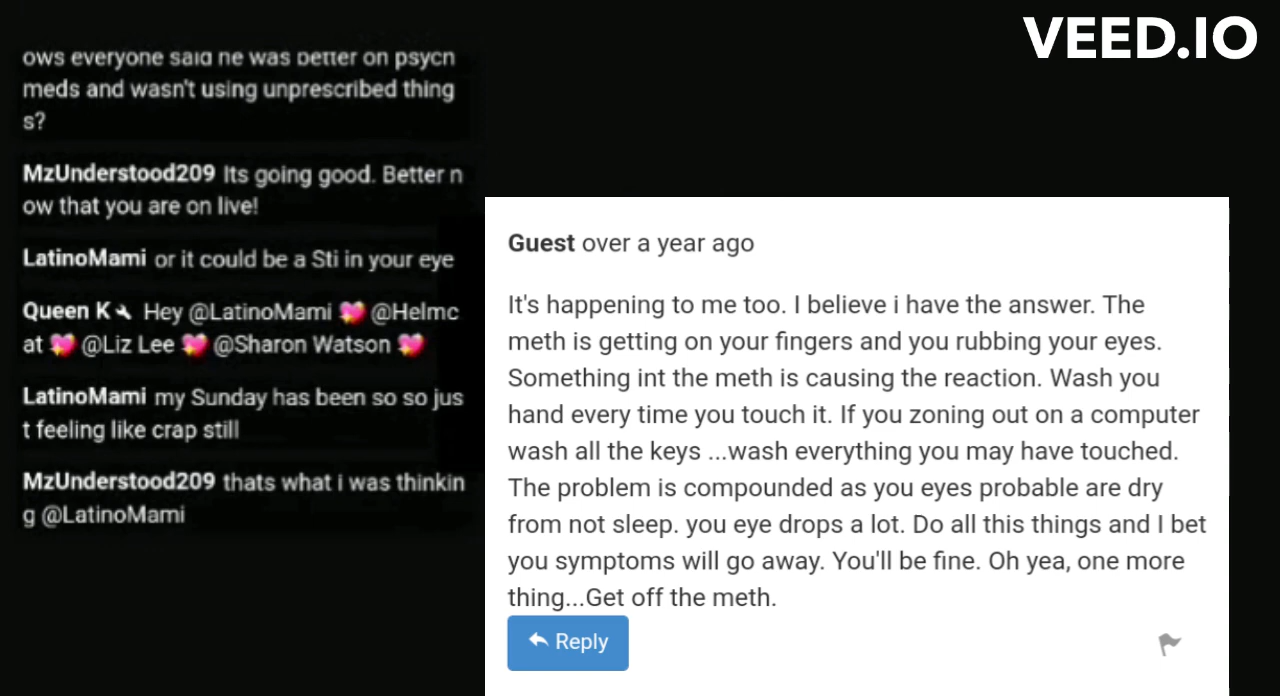 VEED.IO
ows everyone said he was better on psych
meds and wasn't using unprescribed thing
s?
MzUnderstood209 Its going good. Better n
ow that you are on live!
LatinoMami or it could be a Sti in your eye
Queen K🔧 Hey @LatinoMami 💖 @Helmc
at 💖 @Liz Lee 💖 @Sharon Watson 💖
LatinoMami my Sunday has been so so jus
t feeling like crap still
MzUnderstood209 thats what i was thinkin
g @LatinoMami
Guest over a year ago
It's happening to me too. I believe i have the answer. The
meth is getting on your fingers and you rubbing your eyes.
Something int the meth is causing the reaction. Wash you
hand every time you touch it. If you zoning out on a computer
wash all the keys ...wash everything you may have touched.
The problem is compounded as you eyes probable are dry
from not sleep. you eye drops a lot. Do all this things and I bet
you symptoms will go away. You'll be fine. Oh yea, one more
thing...Get off the meth.
Reply